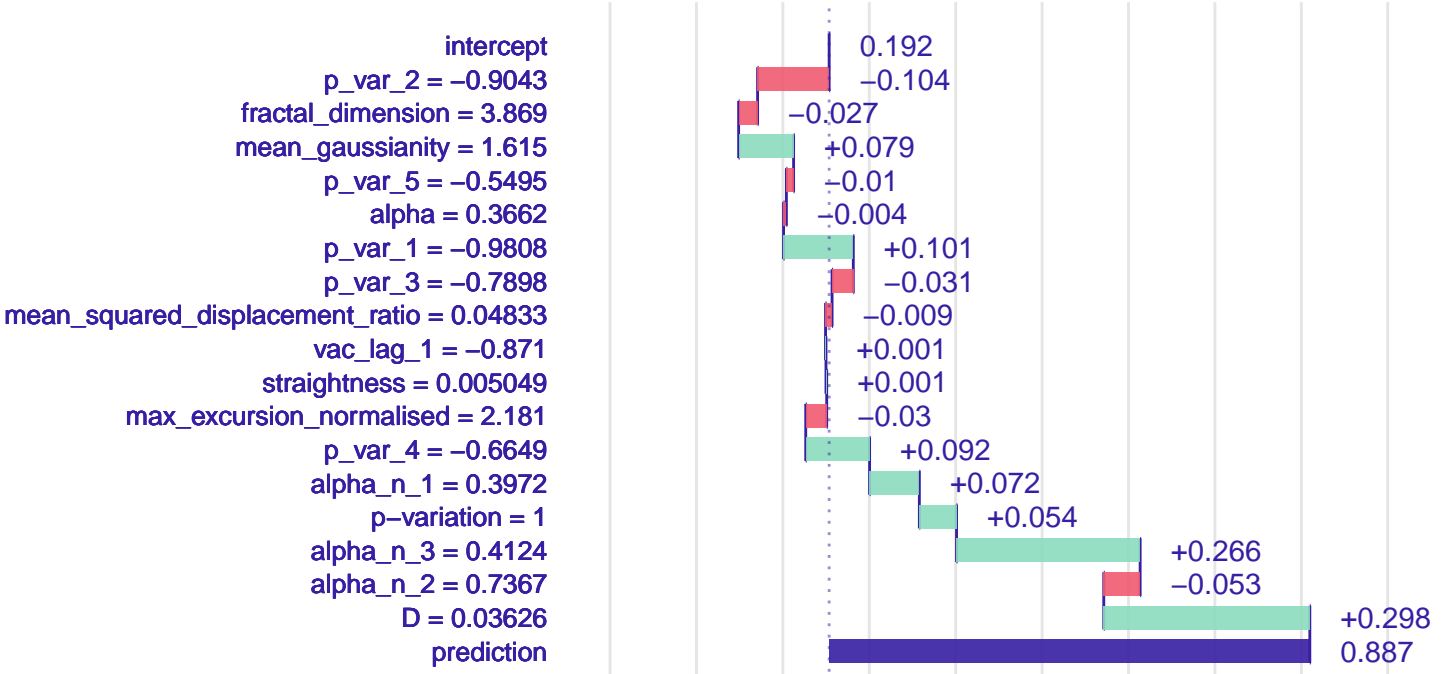 intercept 0.192
p_var_2 = −0.9043 −0.104
fractal_dimension = 3.869 −0.027
mean_gaussianity = 1.615 +0.079
p_var_5 = −0.5495 −0.01
alpha = 0.3662 −0.004
p_var_1 = −0.9808 +0.101
p_var_3 = −0.7898 −0.031
mean_squared_displacement_ratio = 0.04833 −0.009
vac_lag_1 = −0.871 +0.001
straightness = 0.005049 +0.001
max_excursion_normalised = 2.181 −0.03
p_var_4 = −0.6649 +0.092
alpha_n_1 = 0.3972 +0.072
p−variation = 1 +0.054
alpha_n_3 = 0.4124 +0.266
alpha_n_2 = 0.7367 −0.053
D = 0.03626 +0.298
prediction 0.887